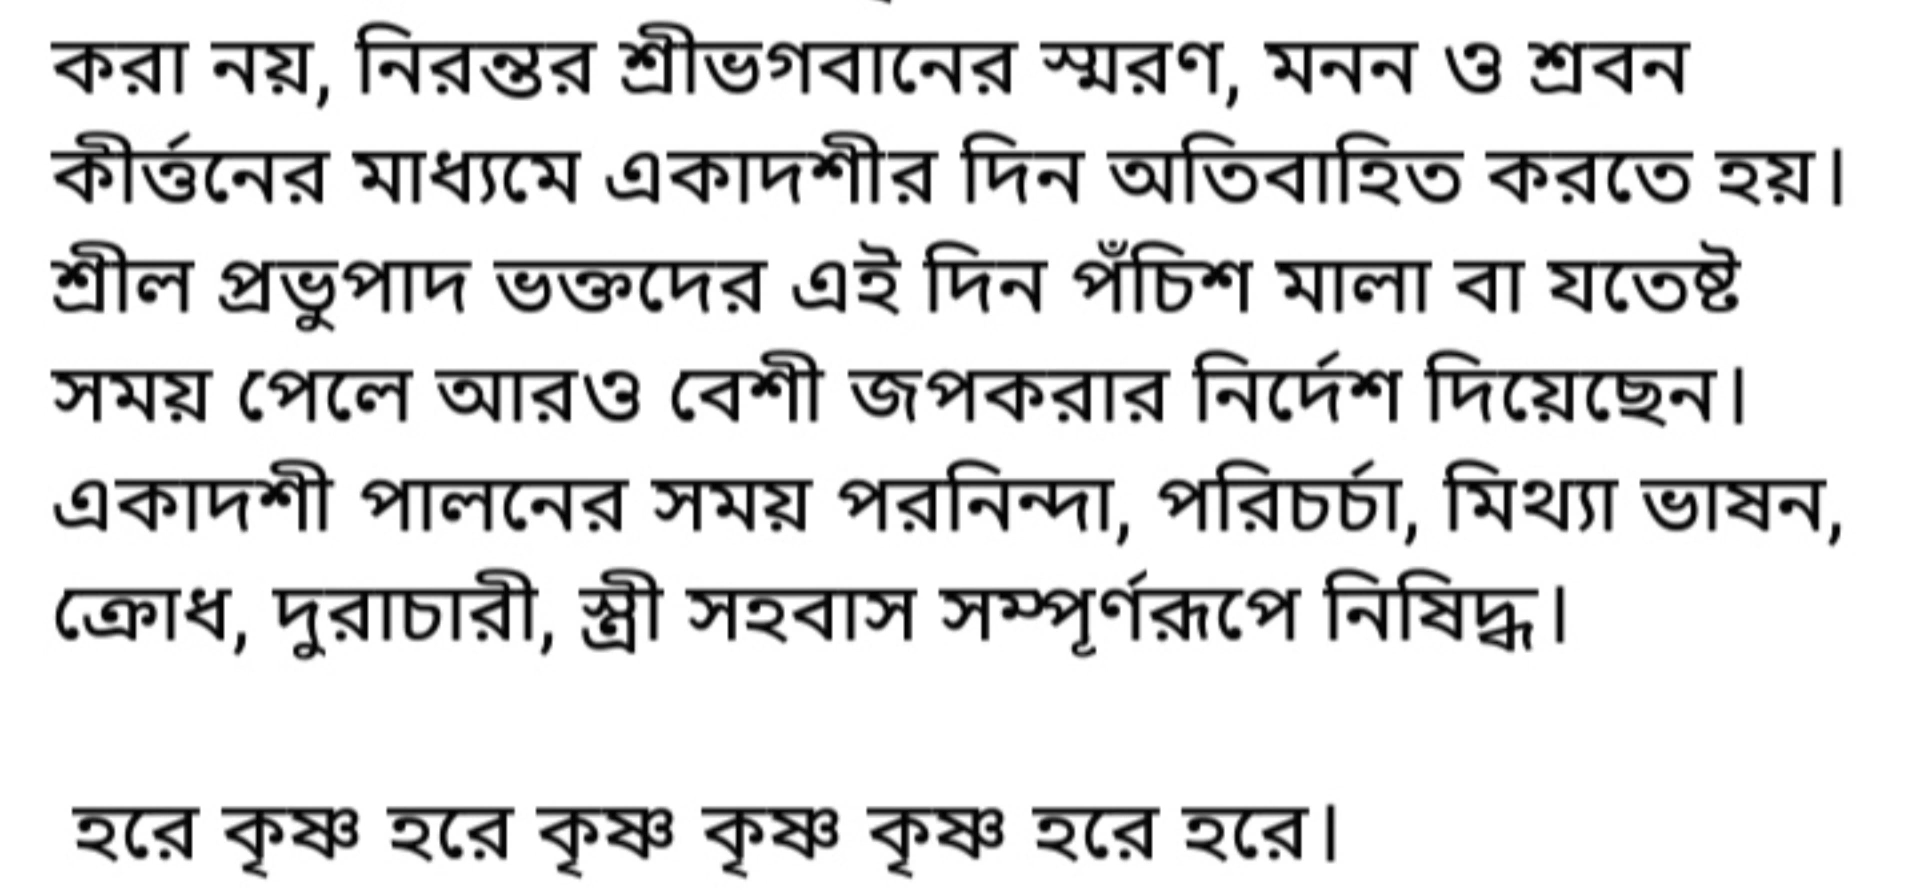 করা নয়, নিরন্তর শ্রীভগবানের স্মরণ, মনন ও শ্রবন
কীর্ত্তনের মাধ্যমে একাদশীর দিন অতিবাহিত করতে হয়।
শ্রীল প্রভুপাদ ভক্তদের এই দিন পঁচিশ মালা বা যতেষ্ট
সময় পেলে আরও বেশী জপকরার নির্দেশ দিয়েছেন।
একাদশী পালনের সময় পরনিন্দা, পরিচর্চা, মিথ্যা ভাষন,
ক্রোধ, দুরাচারী, স্ত্রী সহবাস সম্পূর্ণরূপে নিষিদ্ধ।
হরে কৃষ্ণ হরে কৃষ্ণ কৃষ্ণ কৃষ্ণ হরে হরে।